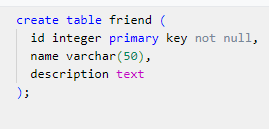 create table friend (
id integer primary key not null,
name varchar(50),
description text
);